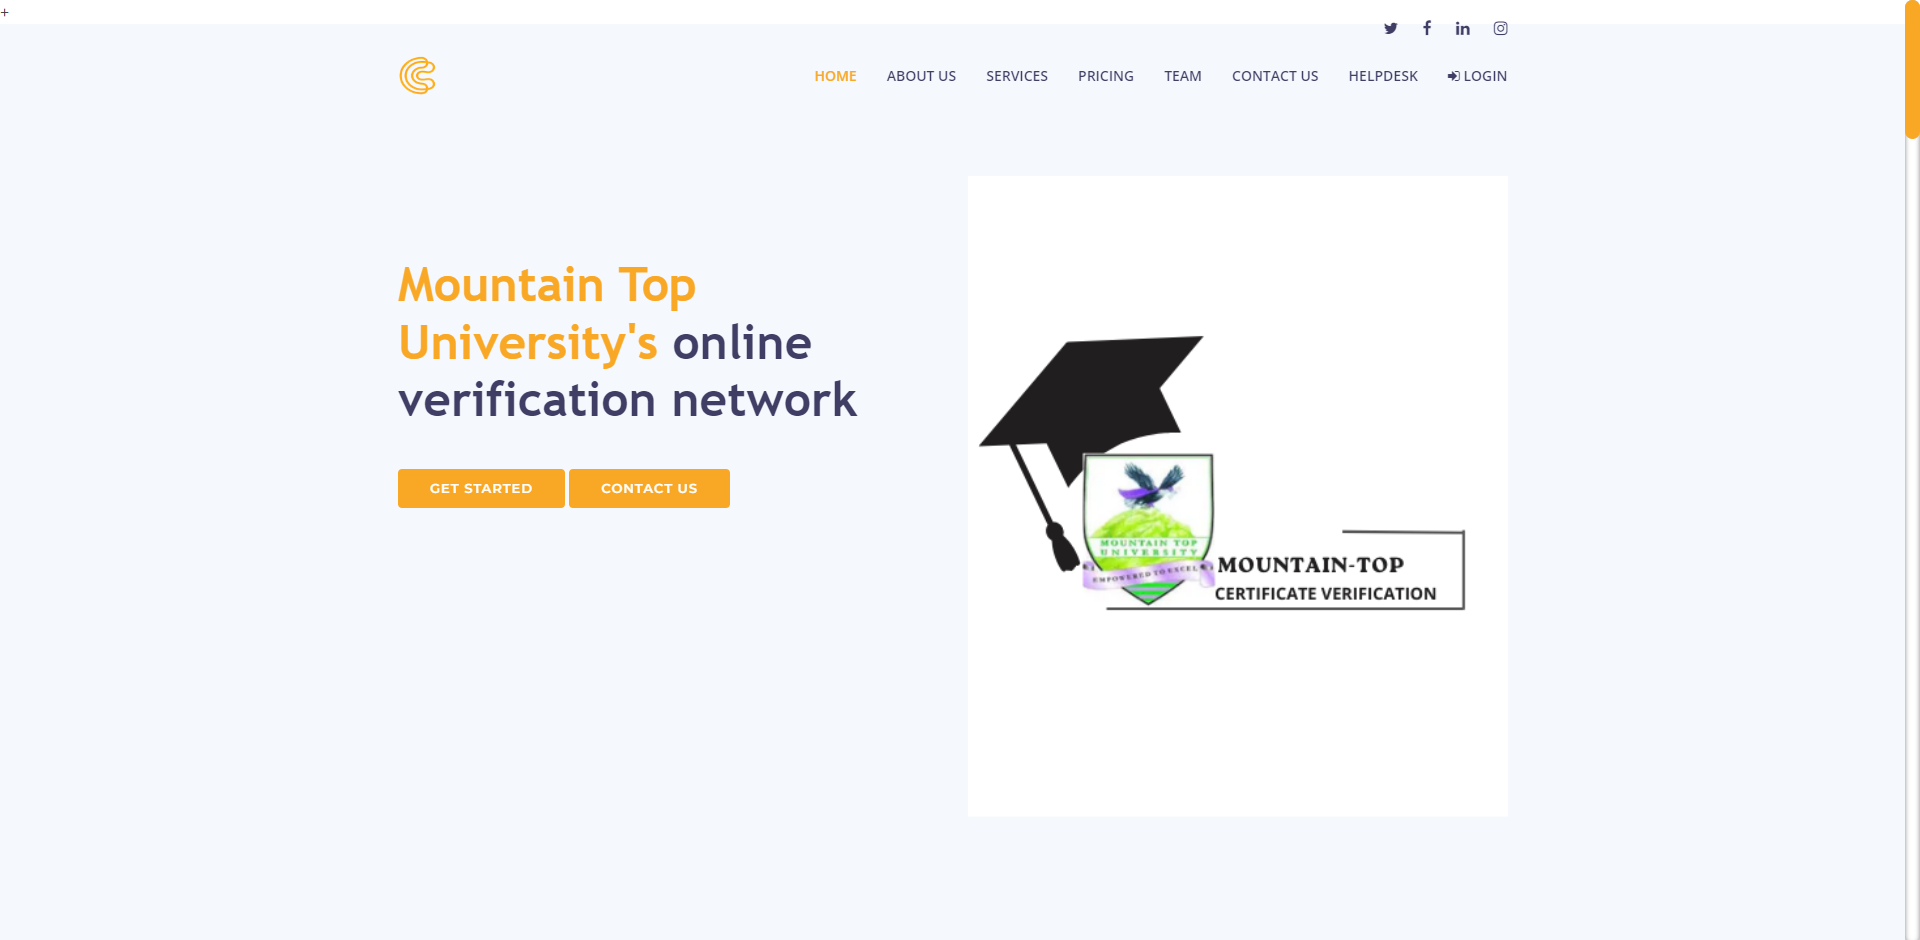 +
HOME ABOUT US SERVICES PRICING TEAM CONTACT US HELPDESK LOGIN
Mountain Top
University's online
verification network
GET STARTED CONTACT US
MOUNTAIN TOP
UNIVERSITY
EMPOWERED TO EXCEL
MOUNTAIN-TOP
CERTIFICATE VERIFICATION